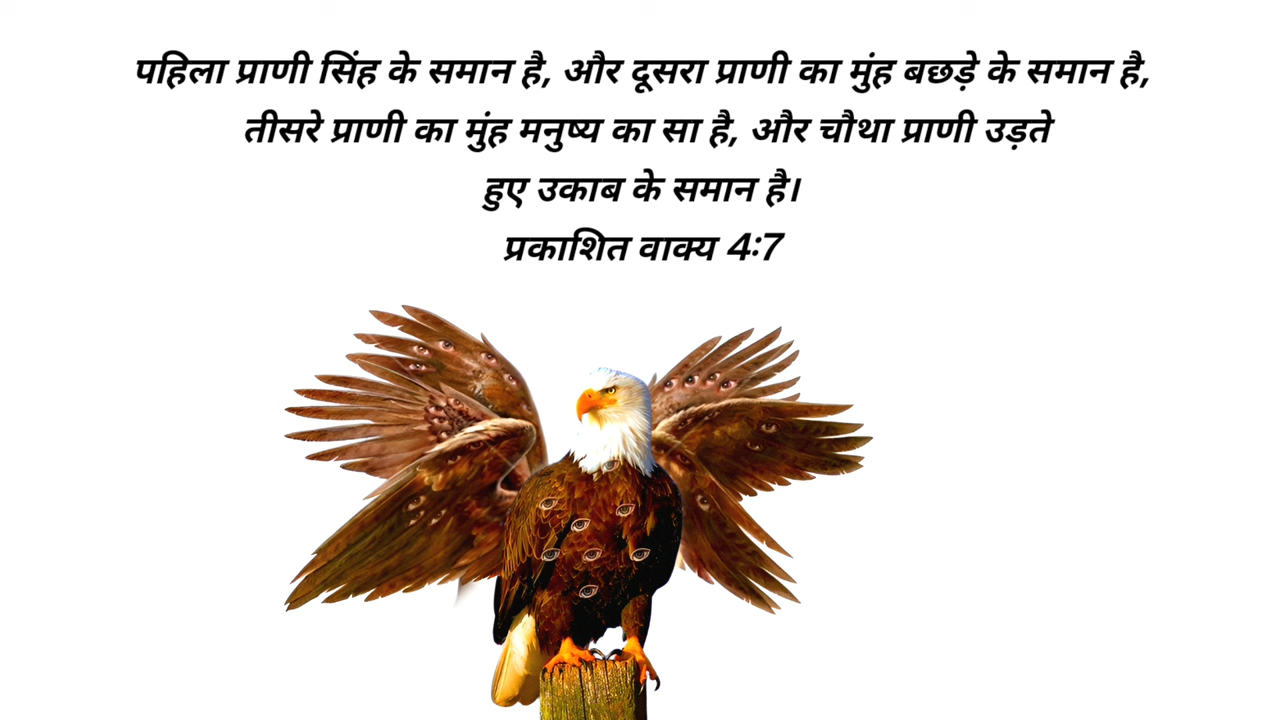 पहिला प्राणी सिंह के समान है, और दूसरा प्राणी का मुंह बछड़े के समान है,
तीसरे प्राणी का मुंह मनुष्य का सा है, और चौथा प्राणी उड़ते
हुए उकाब के समान है।
प्रकाशित वाक्य 4:7